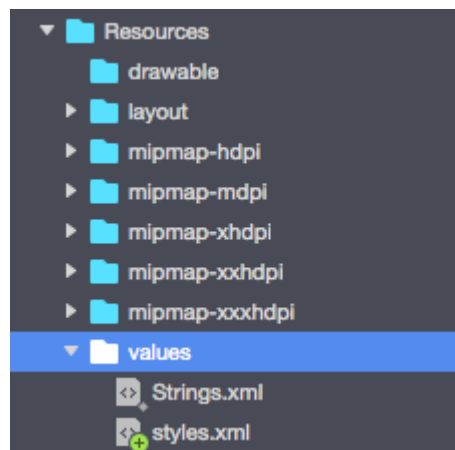 Resources
drawable
layout
mipmap-hdpi
mipmap-mdpi
mipmap-xhdpi
mipmap-xxhdpi
mipmap-xxxhdpi
values
Strings.xml
styles.xml